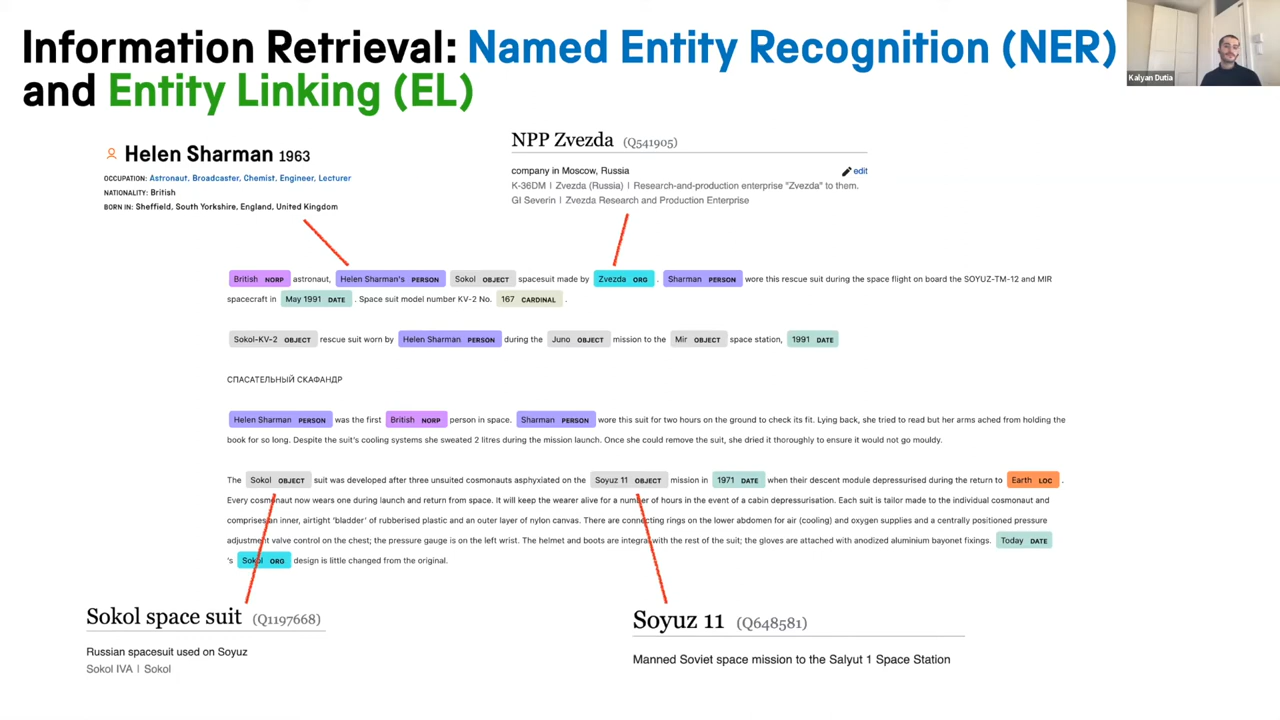 Information Retrieval: Named Entity Recognition (NER)
and Entity Linking (EL)
Kalyan Dutia
Helen Sharman 1963
OCCUPATION: Astronaut, Broadcaster, Chemist, Engineer, Lecturer
NATIONALITY: British
BORN IN: Sheffield, South Yorkshire, England, United Kingdom
NPP Zvezda (Q541905)
company in Moscow, Russia
edit
K-36DM | Zvezda (Russia) | Research-and-production enterprise "Zvezda" to them.
GI Severin | Zvezda Research and Production Enterprise
British NORP astronaut, Helen Sharman's PERSON Sokol OBJECT spacesuit made by Zvezda ORG . Sharman PERSON wore this rescue suit during the space flight on board the SOYUZ-TM-12 and MIR
spacecraft in May 1991 DATE . Space suit model number KV-2 No. 167 CARDINAL .
Sokol-KV-2 OBJECT rescue suit worn by Helen Sharman PERSON during the Juno OBJECT mission to the Mir OBJECT space station, 1991 DATE
СПАСАТЕЛЬНЫЙ СКАФАНДР
Helen Sharman PERSON was the first British NORP person in space. Sharman PERSON wore this suit for two hours on the ground to check its fit. Lying back, she tried to read but her arms ached from holding the
book for so long. Despite the suit's cooling systems she sweated 2 litres during the mission launch. Once she could remove the suit, she dried it thoroughly to ensure it would not go mouldy.
The Sokol OBJECT suit was developed after three unsuited cosmonauts asphyxiated on the Soyuz 11 OBJECT mission in 1971 DATE when their descent module depressurised during the return to Earth LOC .
Every cosmonaut now wears one during launch and return from space. It will keep the wearer alive for a number of hours in the event of a cabin depressurisation. Each suit is tailor made to the individual cosmonaut and
comprises an inner, airtight 'bladder' of rubberised plastic and an outer layer of nylon canvas. There are connecting rings on the lower abdomen for air (cooling) and oxygen supplies and a centrally positioned pressure
adjustment valve control on the chest; the pressure gauge is on the left wrist. The helmet and boots are integral with the rest of the suit; the gloves are attached with anodized aluminium bayonet fixings. Today DATE
's Sokol ORG design is little changed from the original.
Sokol space suit (Q1197668)
Russian spacesuit used on Soyuz
Sokol IVA | Sokol
Soyuz 11 (Q648581)
Manned Soviet space mission to the Salyut 1 Space Station